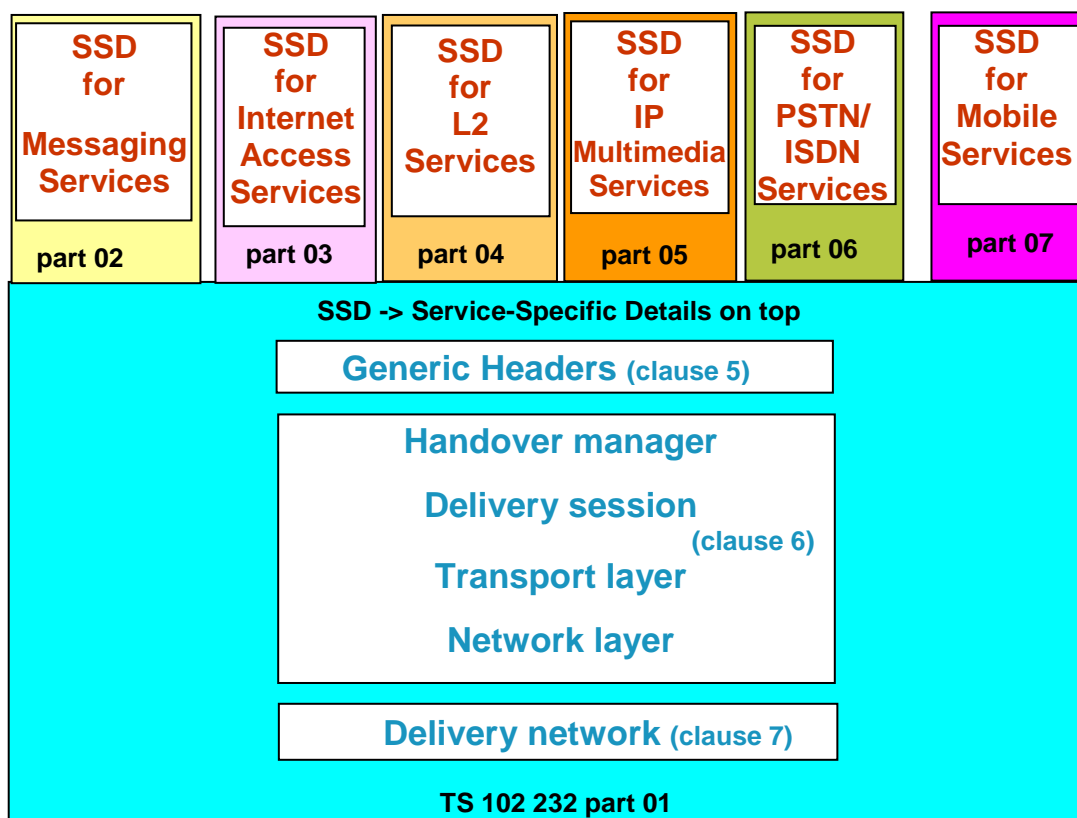 SSD
for
Messaging
Services
part 02
SSD
for
Internet
Access
Services
part 03
SSD
for
L2
Services
part 04
SSD
for
IP
Multimedia
Services
part 05
SSD
for
PSTN/
ISDN
Services
part 06
SSD
for
Mobile
Services
part 07
SSD -> Service-Specific Details on top
Generic Headers (clause 5)
Handover manager
Delivery session
(clause 6)
Transport layer
Network layer
Delivery network (clause 7)
TS 102 232 part 01